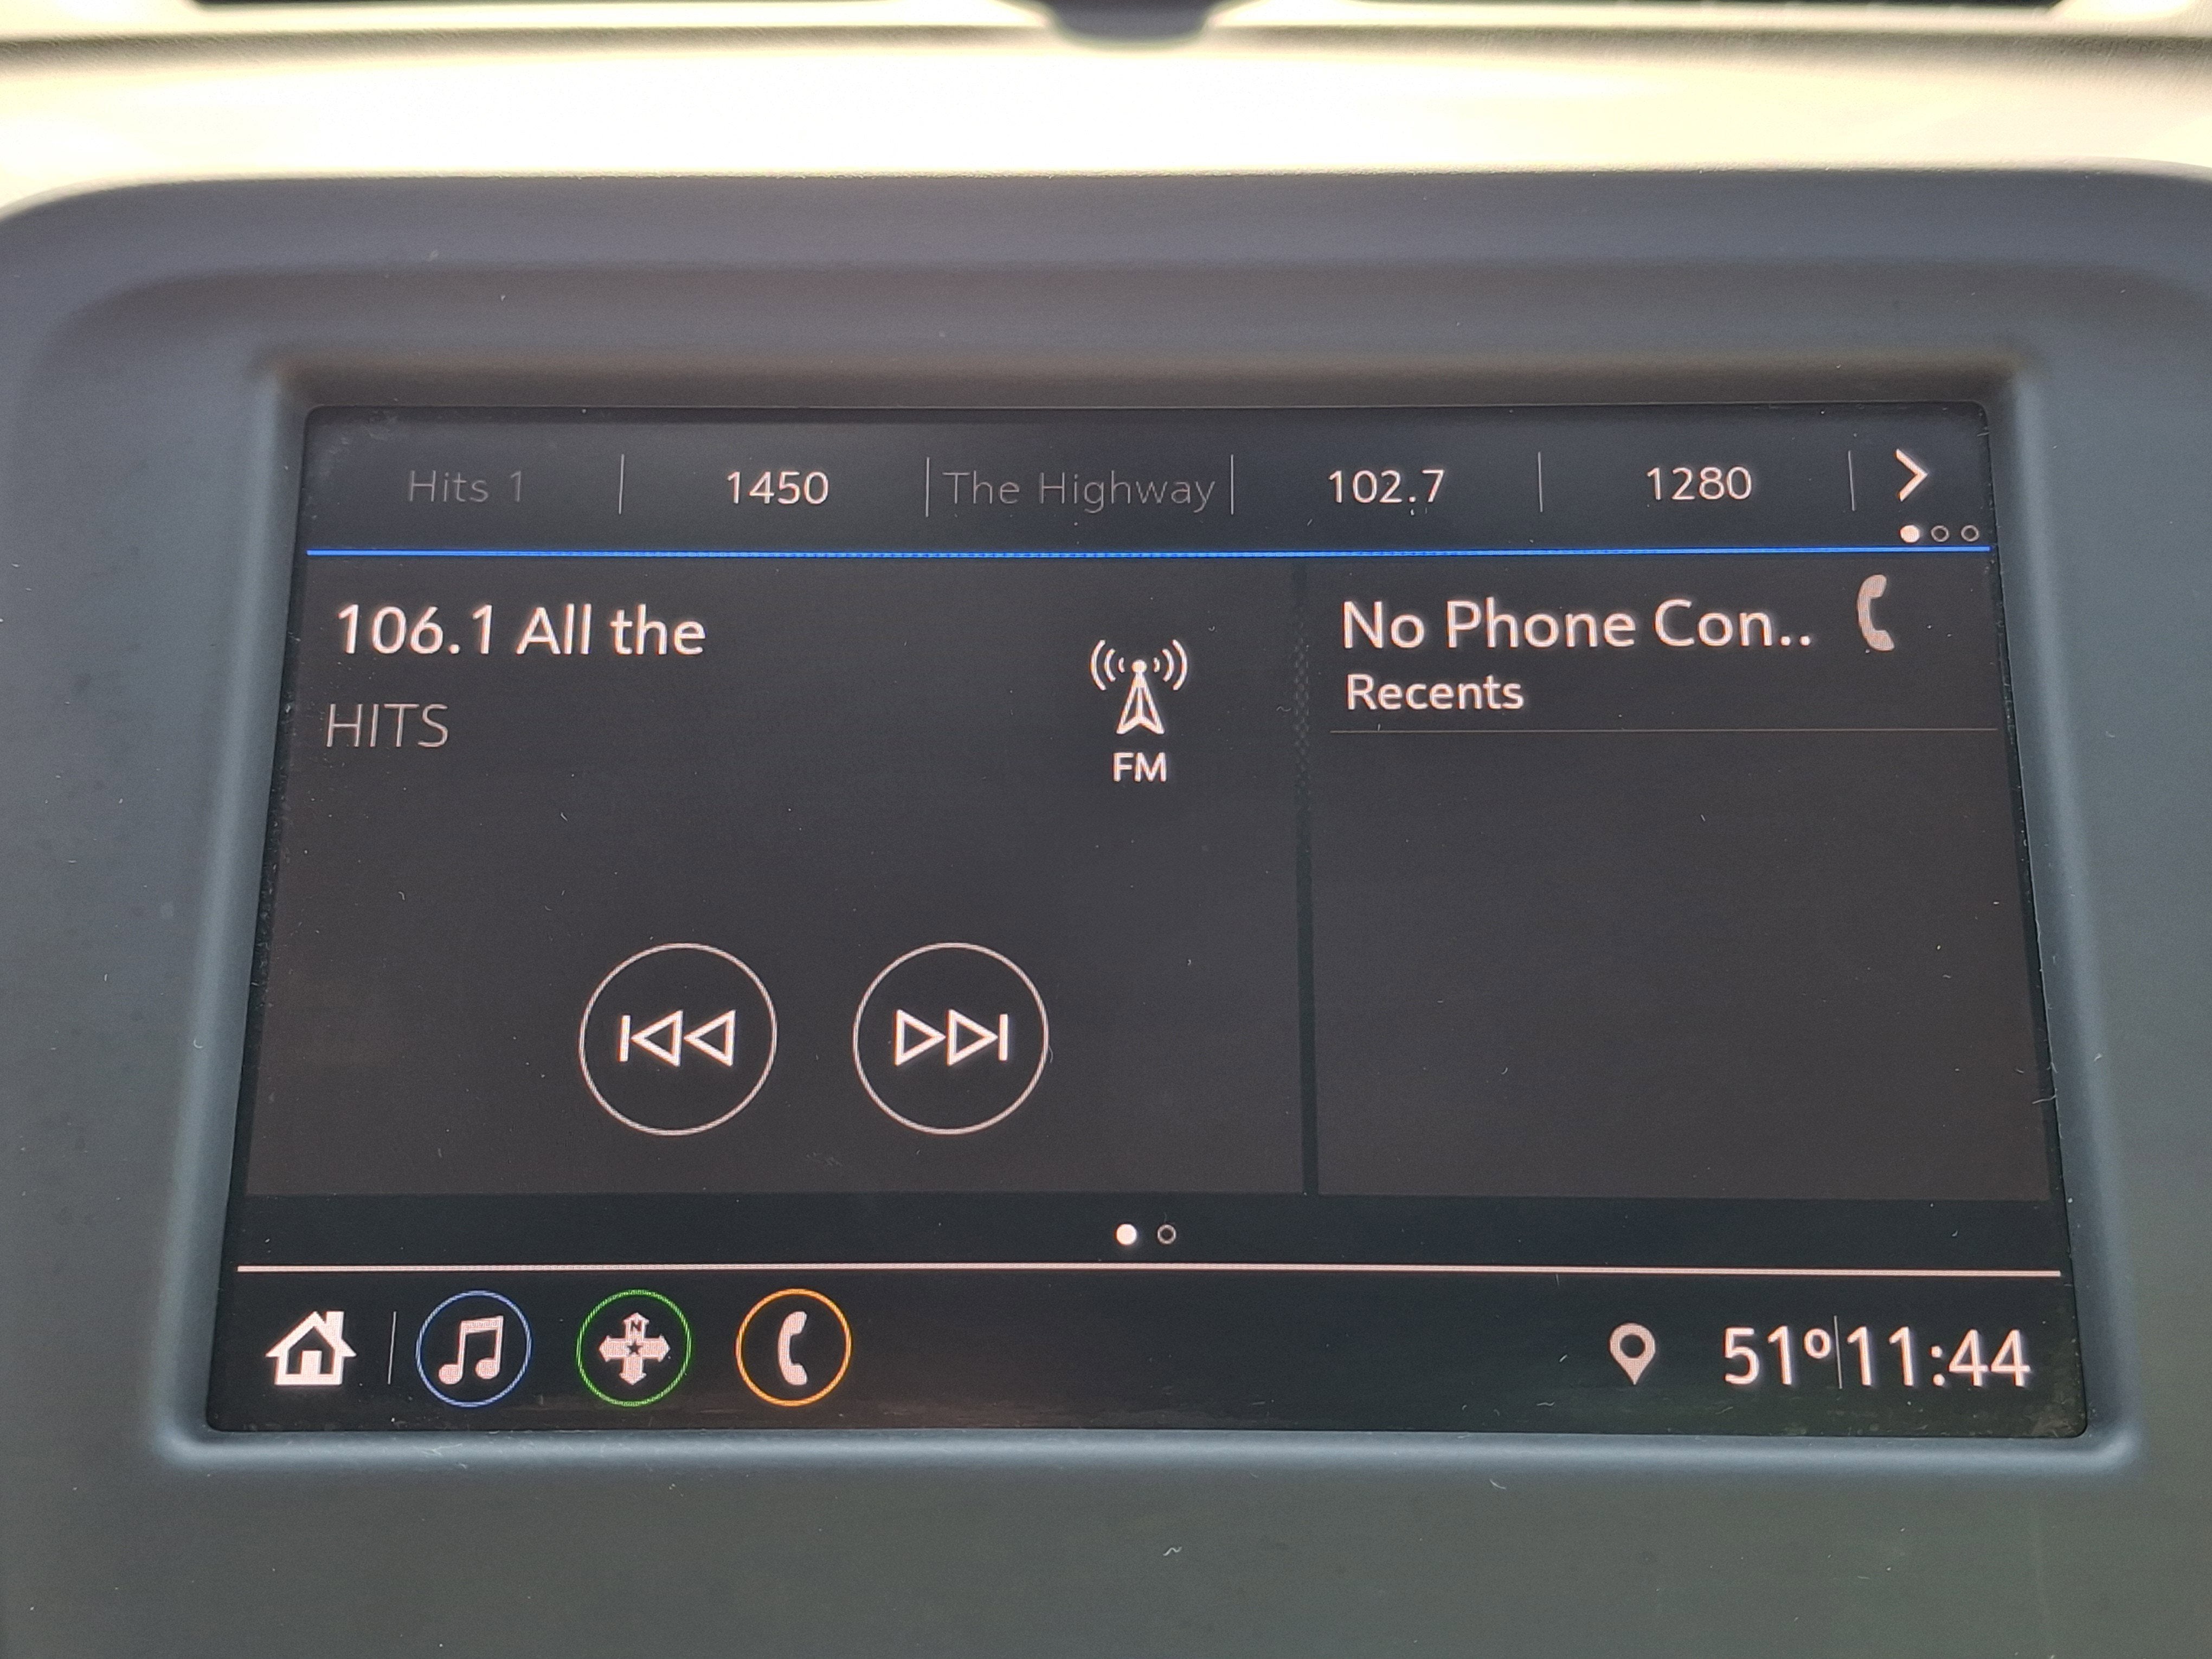 Hits 1 1450 The Highway 102.7 1280
106.1 All the
HITS
FM
No Phone Con..
Recents
N
51º 11:44